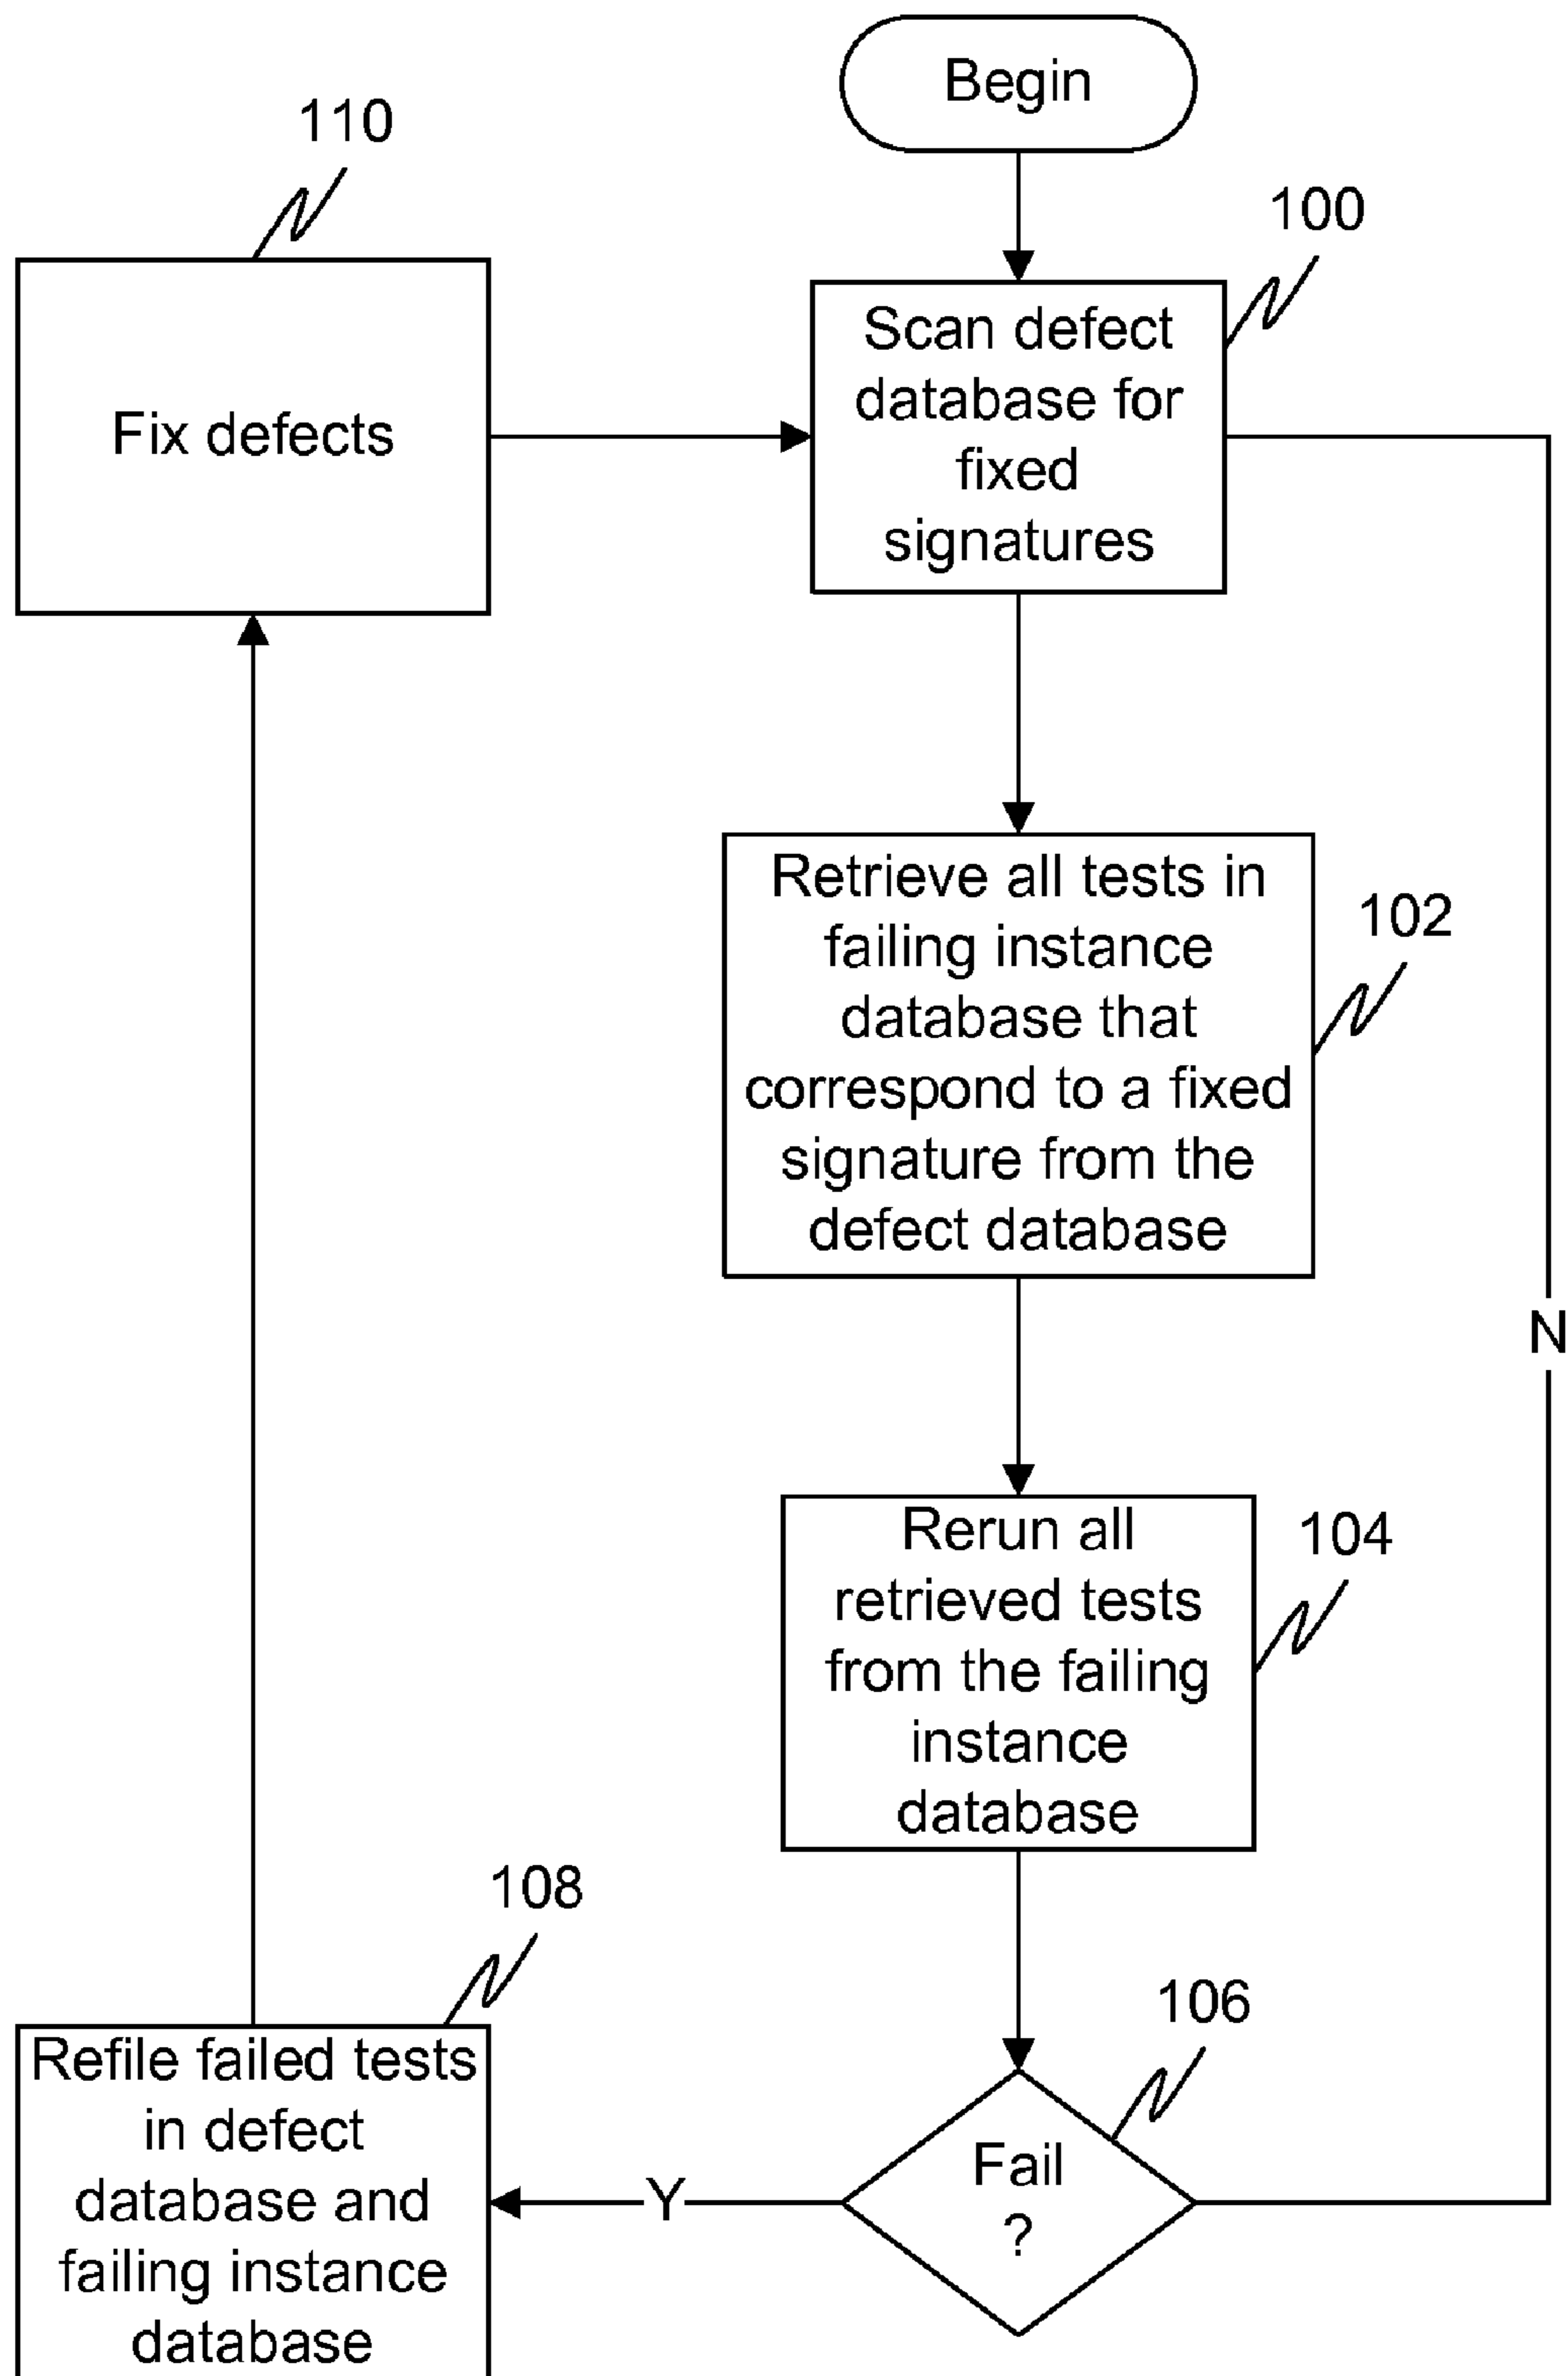 Begin
110
100
Scan defect
database for
fixed
signatures
Fix defects
Retrieve all tests in
failing instance
database that
correspond to a fixed
signature from the
defect database
102
N
Rerun all
retrieved tests
from the failing
instance
database
104
108
106
Refile failed tests
in defect
database and
failing instance
database
Y
Fail
?